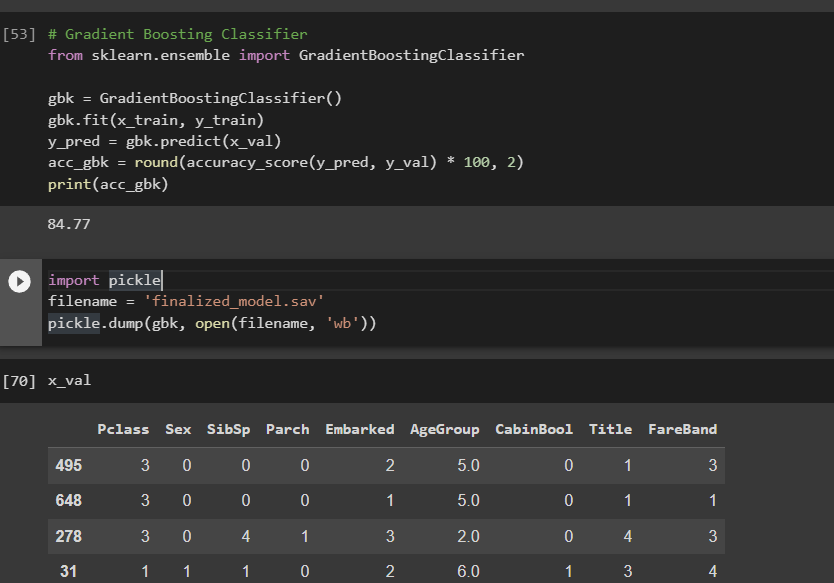 [53] # Gradient Boosting Classifier
from sklearn.ensemble import GradientBoostingClassifier
gbk = GradientBoostingClassifier()
gbk.fit(x_train, y_train)
y_pred = gbk.predict(x_val)
acc_gbk = round(accuracy_score(y_pred, y_val) * 100, 2)
print(acc_gbk)
84.77
import pickle
filename = 'finalized_model.sav'
pickle.dump(gbk, open(filename, 'wb'))
[70] x_val
Pclass Sex SibSp Parch Embarked AgeGroup CabinBool Title FareBand
495 3 0 0 0 2 5.0 0 1 3
648 3 0 0 0 1 5.0 0 1 1
278 3 0 4 1 3 2.0 0 4 3
31 1 1 1 0 2 6.0 1 3 4